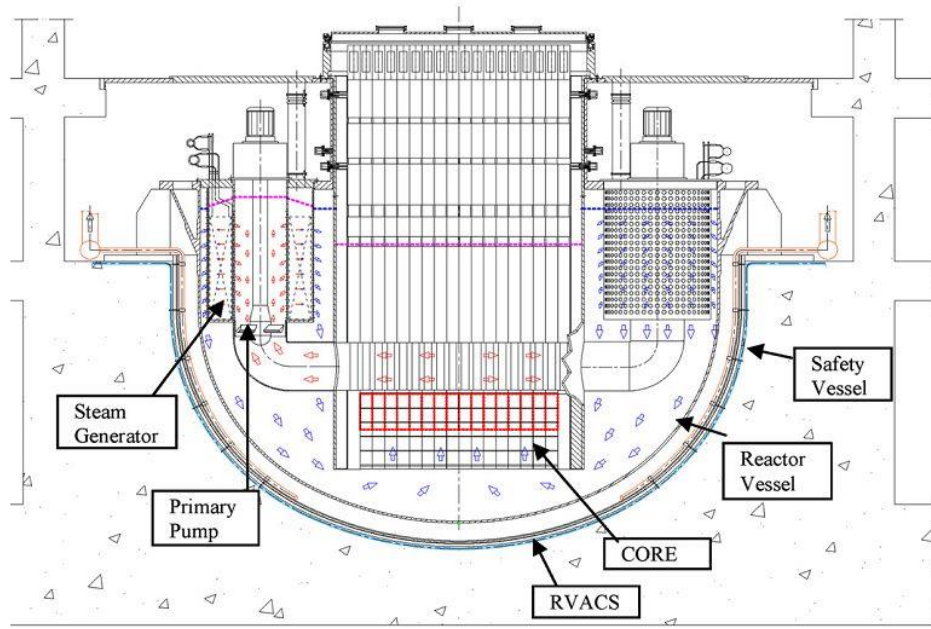 Safety
Vessel
Steam
Generator
Reactor
Vessel
Primary
Pump
CORE
RVACS